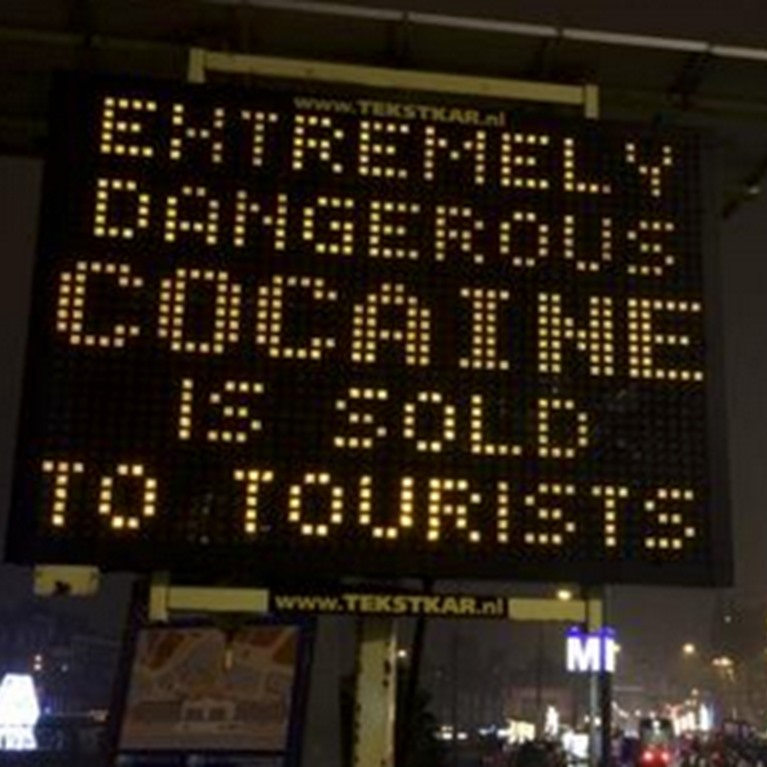 www.TEKSTKAR.nl
EXTREMELY
DANGEROUS
COCAINE
IS SOLD
TO TOURISTS
www.TEKSTKAR.nl
M